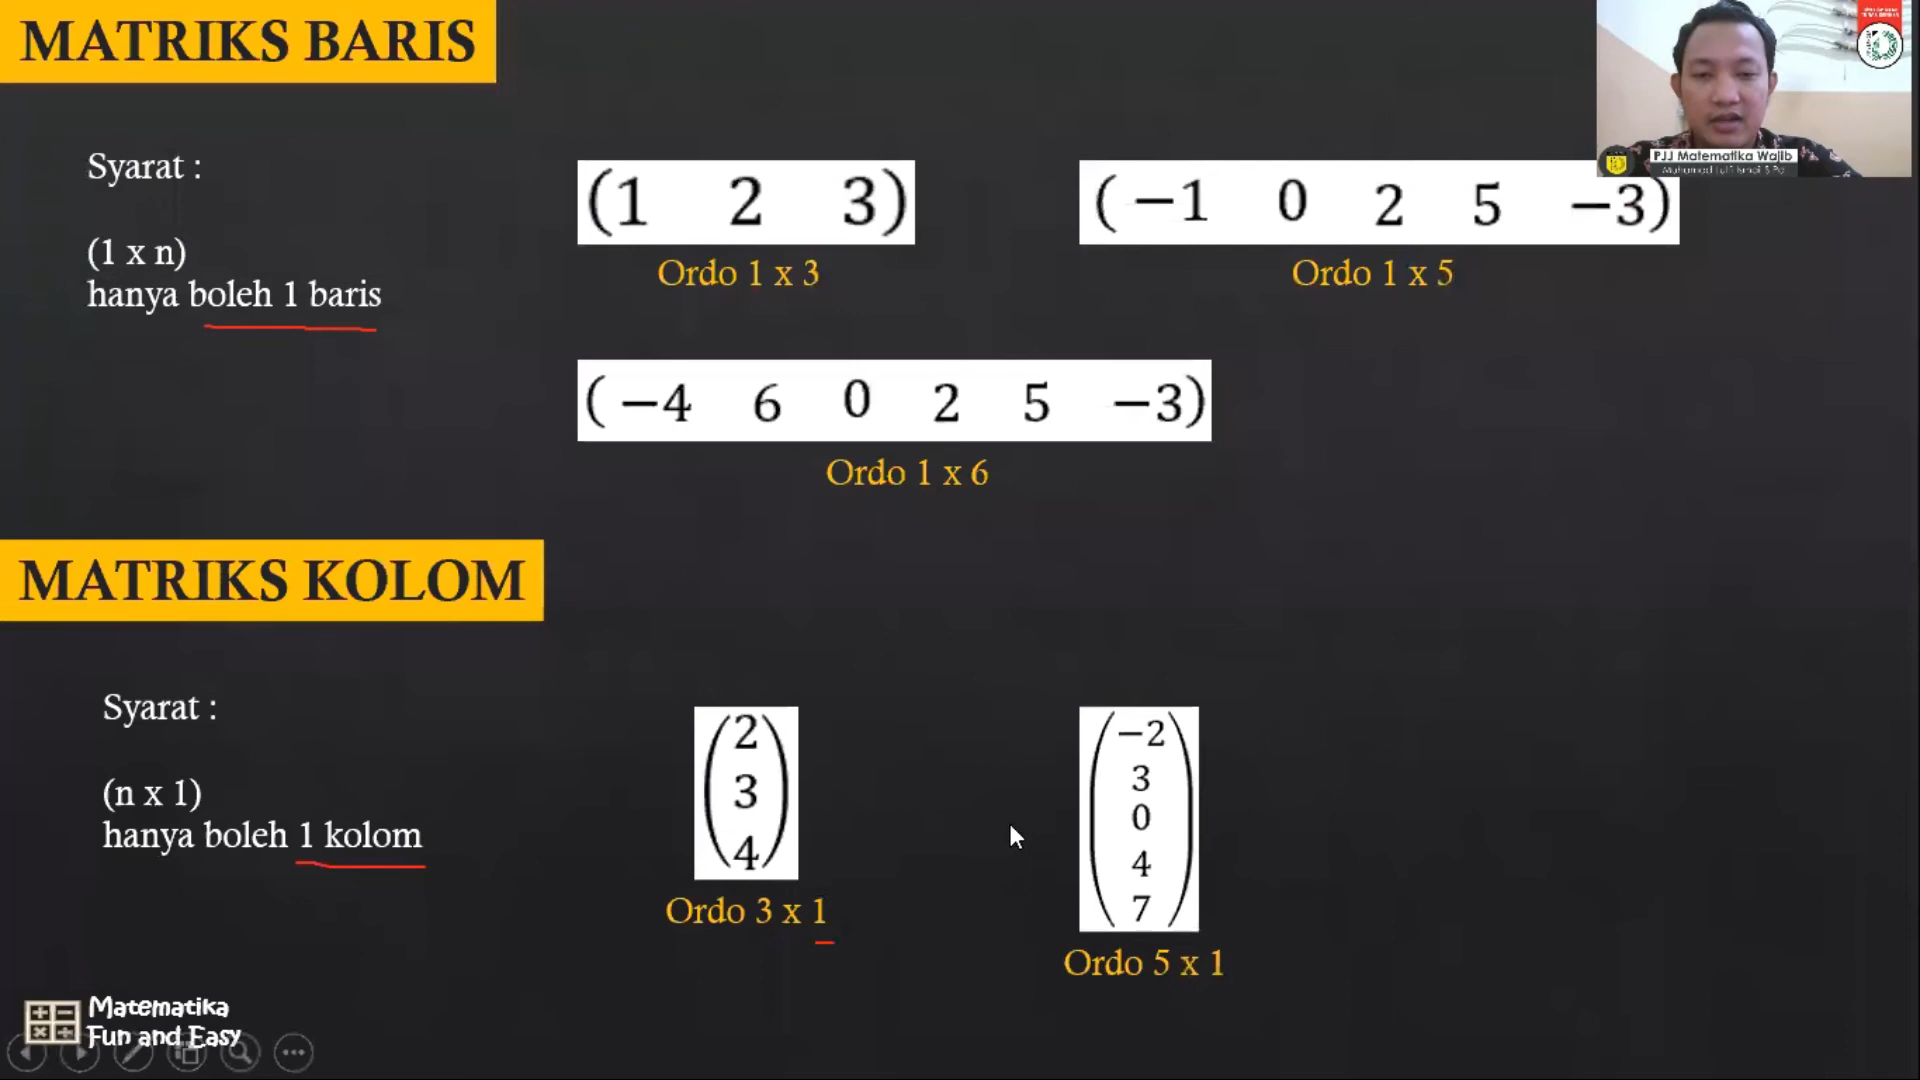 MATRIKS BARIS
Syarat :
(1 x n)
hanya boleh 1 baris
(1 2 3)
Ordo 1 x 3
(−1 0 2 5 −3)
Ordo 1 x 5
PJJ Matematika Wajib
(−4 6 0 2 5 −3)
Ordo 1 x 6
MATRIKS KOLOM
Syarat :
(n x 1)
hanya boleh 1 kolom
2
3
4
Ordo 3 x 1
−2
3
0
4
7
Ordo 5 x 1
Matematika
Fun and Easy